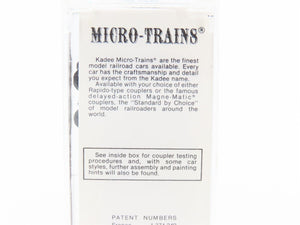 MICRO-TRAINS®
Kadee Micro-Trains® are the finest
model railroad cars available. Every
car has the craftsmanship and detail
you expect from the Kadee name.
Available with your choice of either
Rapido-type couplers or the famous
delayed-action Magne-Matic®
couplers, the "Standard by Choice"
of model railroaders around the
world.
See inside box for coupler testing
procedures and, with some car
styles, further assembly and painting
hints will also be found.
PATENT NUMBERS